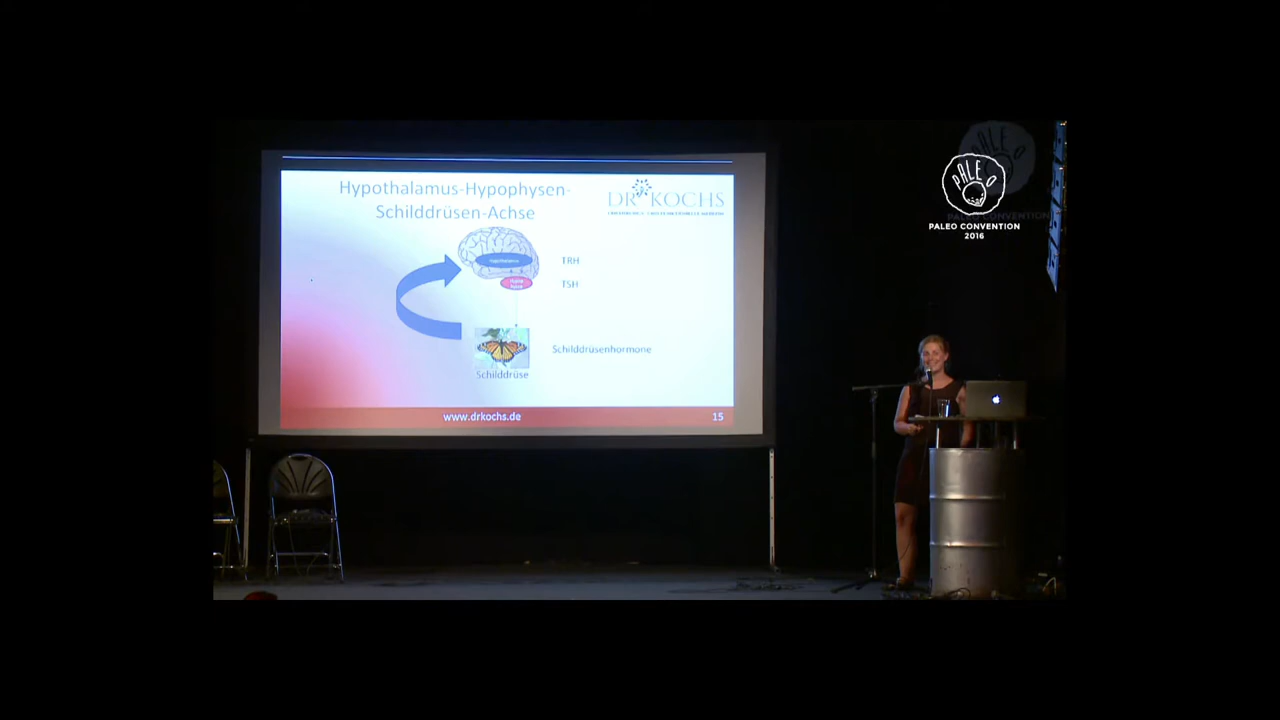 Hypothalamus-Hypophysen-
Schilddrüsen-Achse
DR KOCHS
TRH
TSH
Schilddrüsenhormone
Schilddrüse
www.drkochs.de
15
PALEO
PALEO CONVENTION
2016